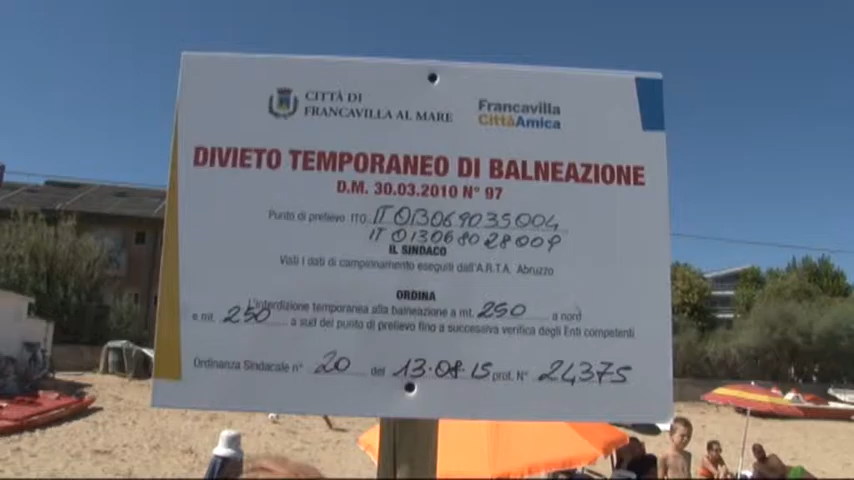 CITTÀ DI
FRANCAVILLA AL MARE
Francavilla
CittàAmica
DIVIETO TEMPORANEO DI BALNEAZIONE
D.M. 30.03.2010 N° 97
Punto di prelievo :ITO..IT013069035004
IT013068028009
IL SINDACO
Visti i dati di campionamento eseguiti dall'A.R.T.A. Abruzzo
ORDINA
L'interdizione temporanea alla balneazione a mt. 250 a nord
e mt. 250 a sud del punto di prelievo fino a successiva verifica degli Enti competenti
Ordinanza Sindacale n° 20 del 13.08.15 prot. N° 24375